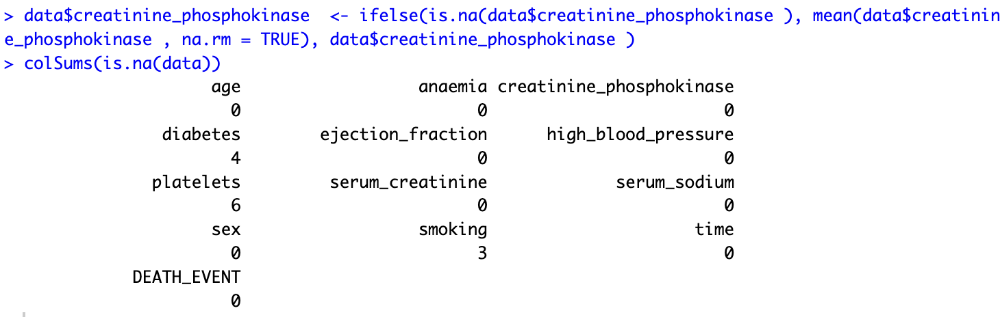 > data$creatinine_phosphokinase  <- ifelse(is.na(data$creatinine_phosphokinase ), mean(data$creatinin
e_phosphokinase , na.rm = TRUE), data$creatinine_phosphokinase )
> colSums(is.na(data))
                     age                  anaemia creatinine_phosphokinase
                       0                        0                        0
                diabetes        ejection_fraction      high_blood_pressure
                       4                        0                        0
               platelets         serum_creatinine             serum_sodium
                       6                        0                        0
                     sex                  smoking                     time
                       0                        3                        0
             DEATH_EVENT
                       0